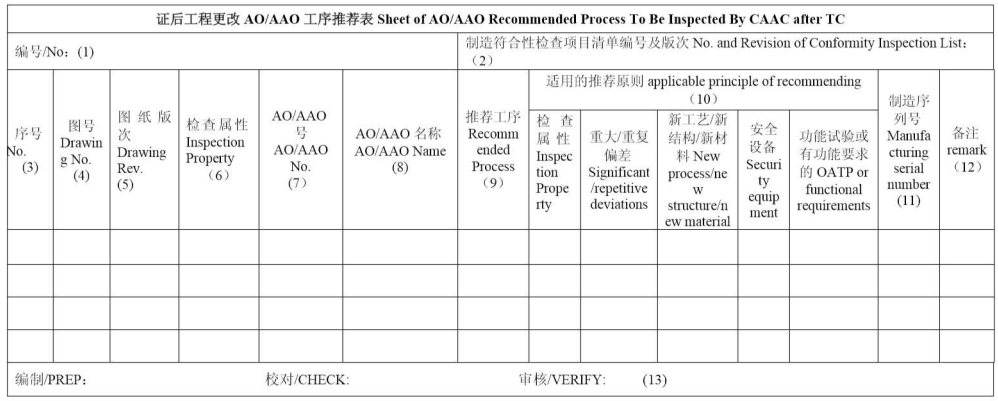 证后工程更改 AO/AAO 工序推荐表 Sheet of AO/AAO Recommended Process To Be Inspected By CAAC after TC
编号/No: (1)
制造符合性检查项目清单编号及版次 No. and Revision of Conformity Inspection List:
（2）
序号
No.
(3)
图号
Drawin
g No.
(4)
图 纸 版
次
Drawing
Rev.
(5)
检查属性
Inspection
Property
（6）
AO/AAO
号
AO/AAO
No.
(7)
AO/AAO 名称
AO/AAO Name
(8)
推荐工序
Recomm
ended
Process
（9）
适用的推荐原则 applicable principle of recommending
（10）
检 查
属 性
Inspec
tion
Prope
rty
重大/重复
偏差
Significant
/repetitive
deviations
新工艺/新
结构/新材
料 New
process/ne
w
structure/n
ew material
安全
设备
Securi
ty
equip
ment
功能试验或
有功能要求
的 OATP or
functional
requirements
制造序
列号
Manufa
cturing
serial
number
(11)
备注
remark
（12）
编制/PREP： 校对/CHECK: 审核/VERIFY: (13)